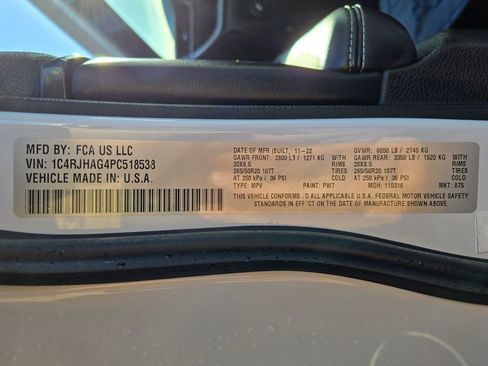 MFD BY: FCA US LLC
VIN: 1C4RJHAG4PC518538
VEHICLE MADE IN: U.S.A.
DATE OF MFR (BUILT) 11-22 GVWR: 6050 LB / 2745 KG
GAWR FRONT: 2800 LB / 1271 KG GAWR REAR: 3350 LB / 1520 KG
20X8.5 RIMS 20X8.5 RIMS
265/50R20 107T TIRES 265/50R20 107T TIRES
AT 250 kPa / 36 PSI COLD AT 250 kPa / 36 PSI COLD
TYPE: MPV PAINT: PW7 MDH: 110316 MKT: 875
THIS VEHICLE CONFORMS TO ALL APPLICABLE U.S.A. FEDERAL MOTOR VEHICLE SAFETY
STANDARDS IN EFFECT ON THE DATE OF MANUFACTURE SHOWN ABOVE.